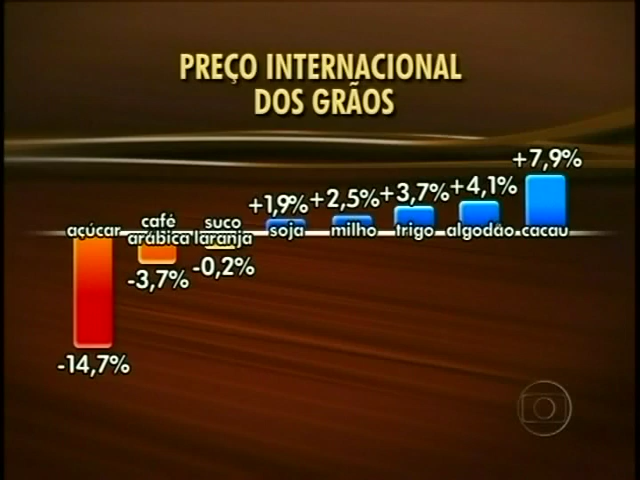 PREÇO INTERNACIONAL
DOS GRÃOS
açúcar
-14,7%
café
arábica
-3,7%
suco
laranja
-0,2%
+1,9%
soja
+2,5%
milho
+3,7%
trigo
+4,1%
algodão
+7,9%
cacau